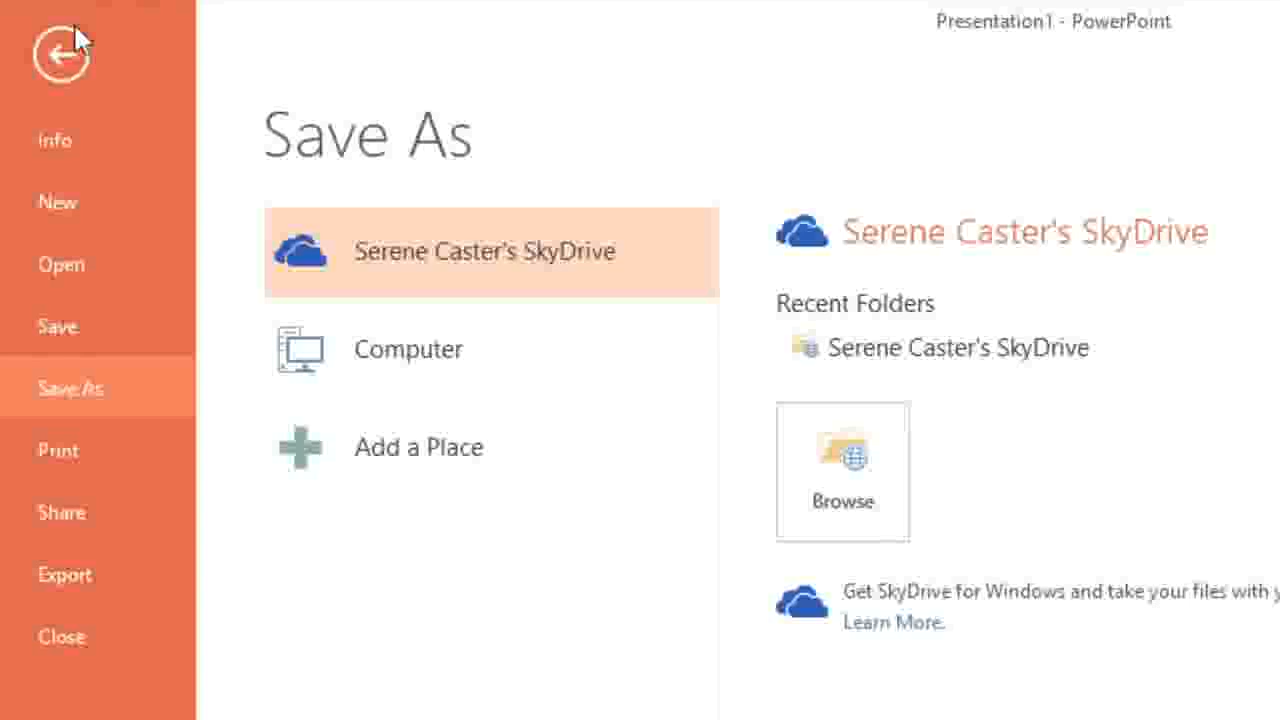 Presentation1 - PowerPoint
Info
New
Open
Save
Save As
Print
Share
Export
Close
Save As
Serene Caster's SkyDrive
Computer
Add a Place
Serene Caster's SkyDrive
Recent Folders
Serene Caster's SkyDrive
Browse
Get SkyDrive for Windows and take your files with y
Learn More.